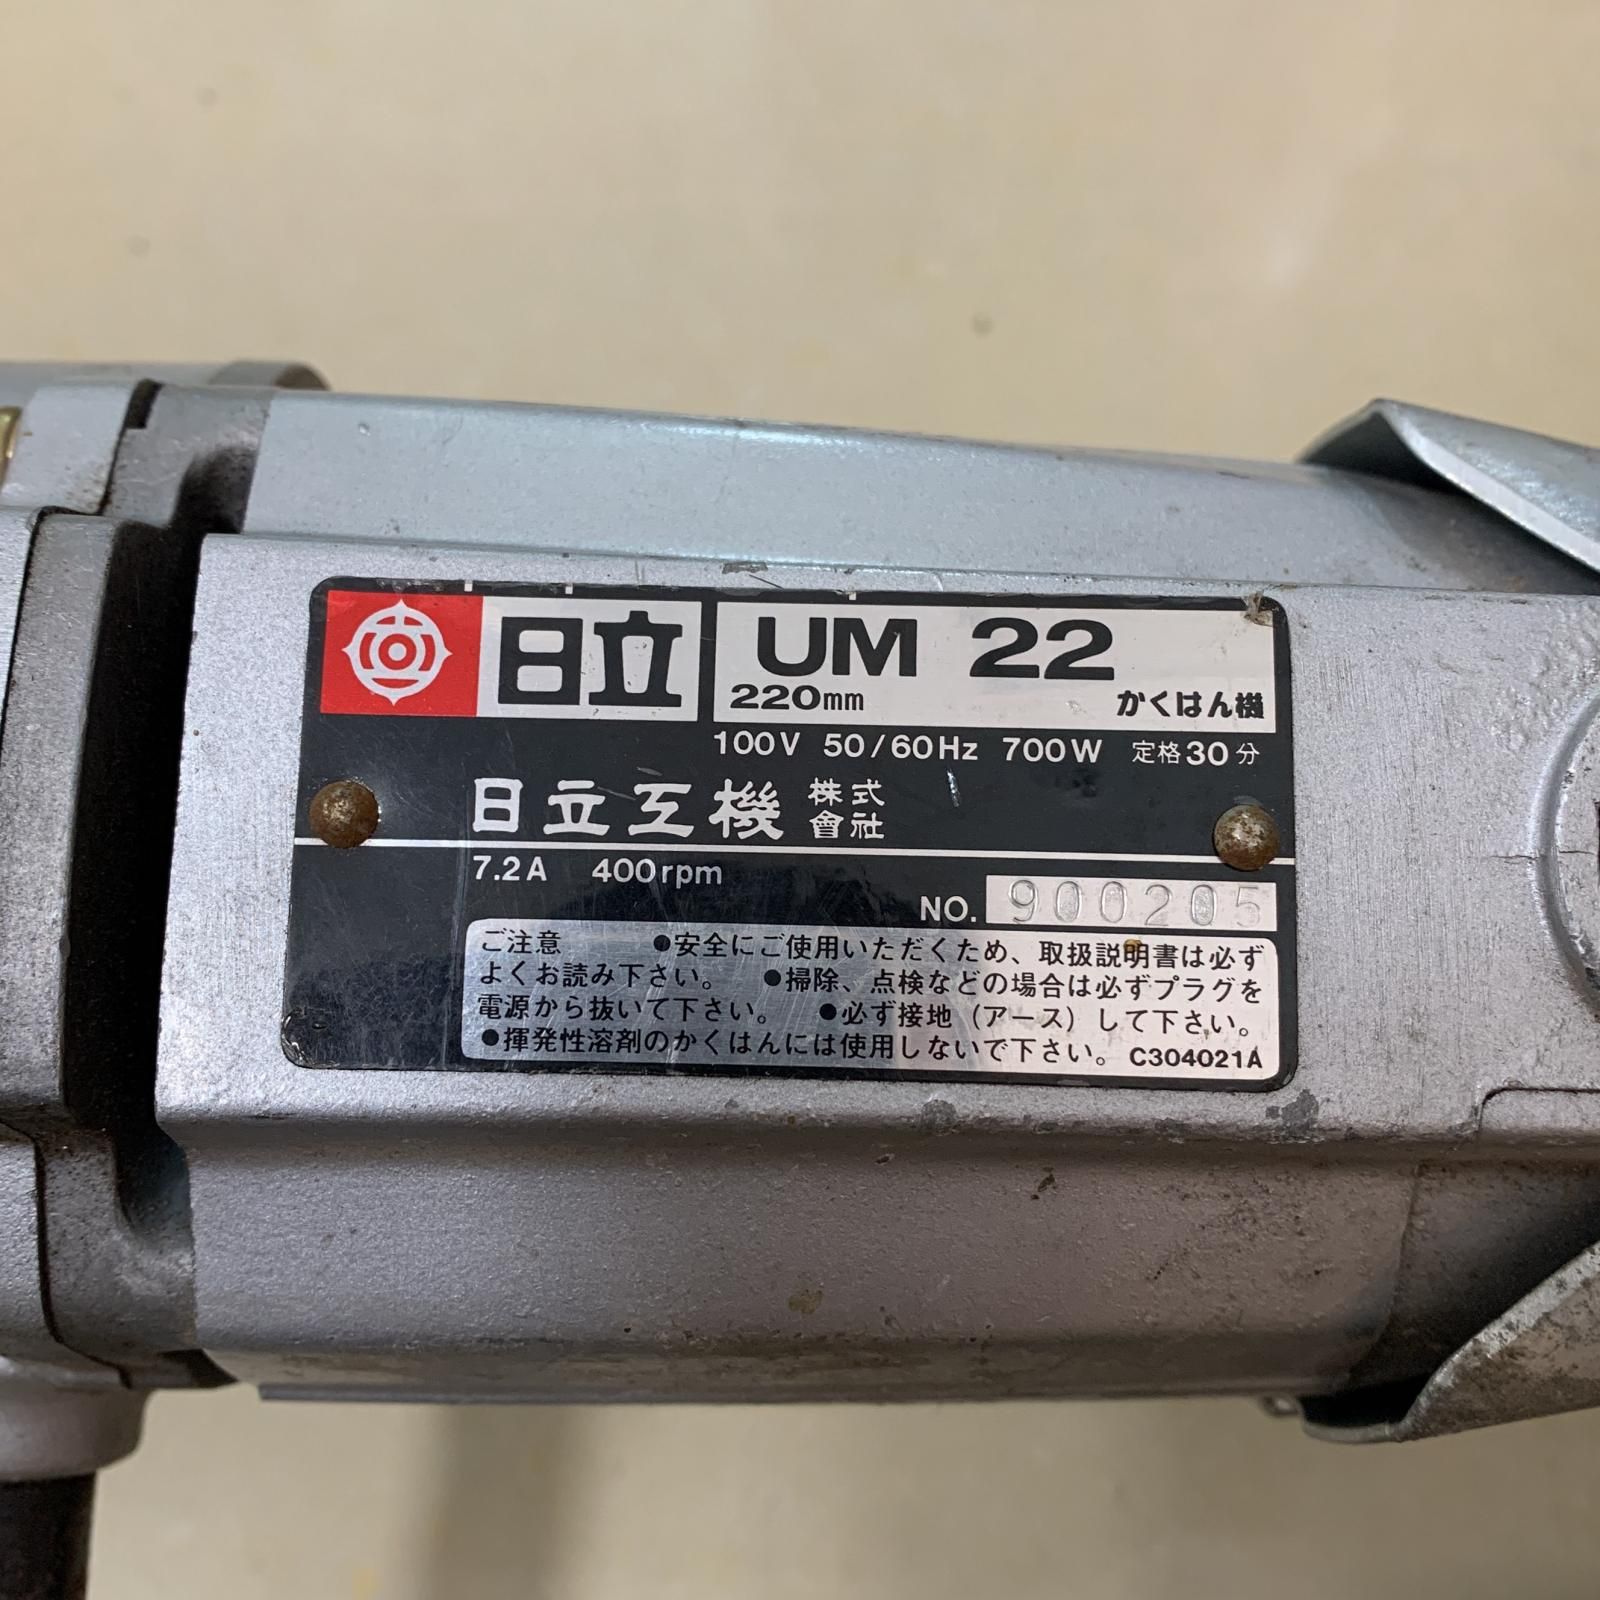 日立
UM 22
220mm かくはん機
100V 50/60Hz 700W 定格30分
日立工機 株式會社
7.2A 400rpm
NO. 900205
ご注意 ●安全にご使用いただくため、取扱説明書は必ず
よくお読み下さい。 ●掃除、点検などの場合は必ずプラグを
電源から抜いて下さい。 ●必ず接地(アース)して下さい。
●揮発性溶剤のかくはんには使用しないで下さい。 C304021A